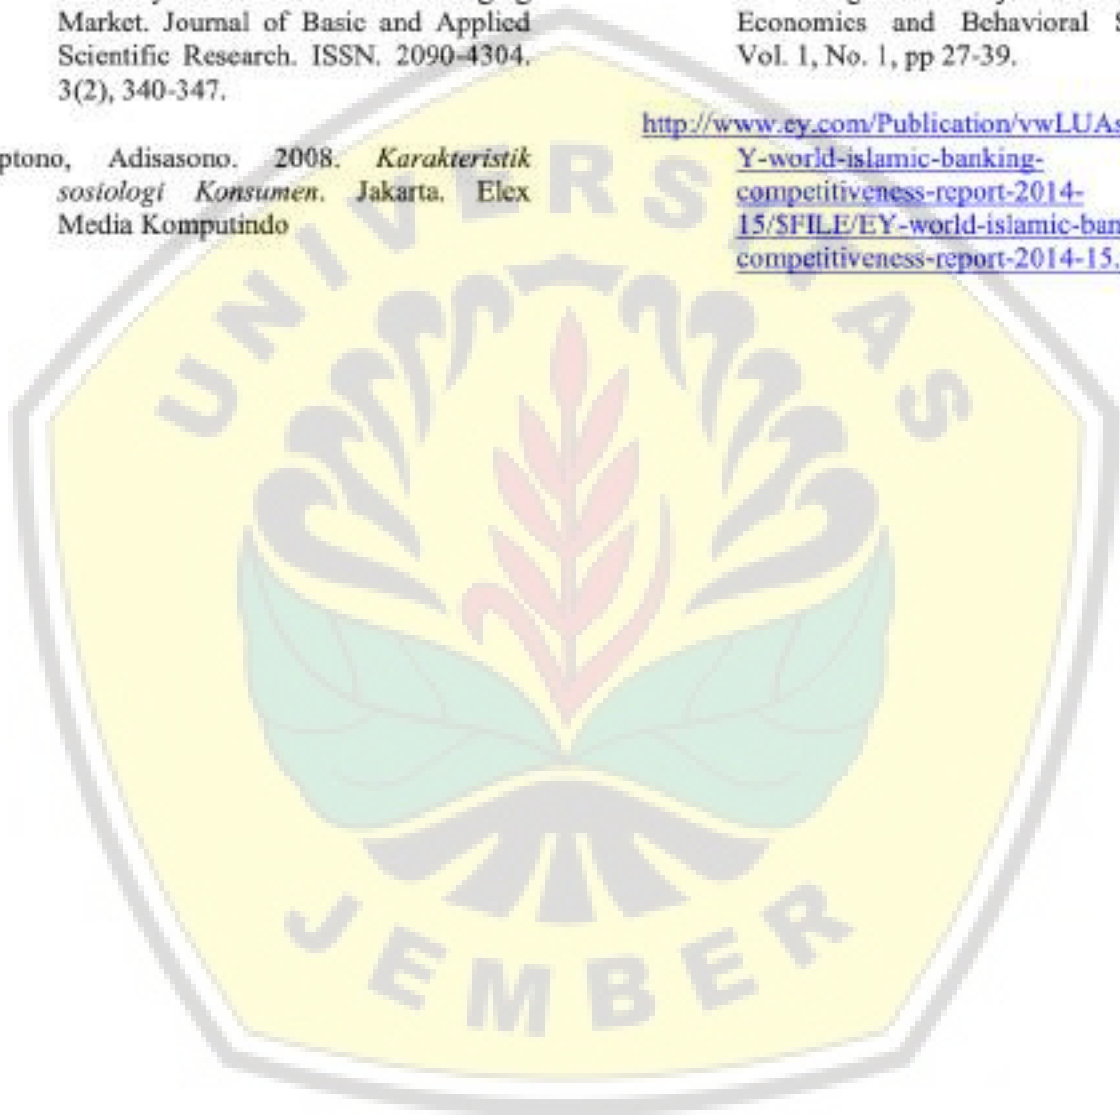 Market. Journal of Basic and Applied
Scientific Research. ISSN. 2090-4304.
3(2), 340-347.
ptono, Adisasono. 2008. Karakteristik
sosiologi Konsumen. Jakarta. Elex
Media Komputindo
Economics and Behavioral S
Vol. 1, No. 1, pp 27-39.
http://www.ey.com/Publication/vwLUAs
Y-world-islamic-banking-
competitiveness-report-2014-
15/$FILE/EY-world-islamic-ban
competitiveness-report-2014-15.
UNIVERSITAS
JEMBER